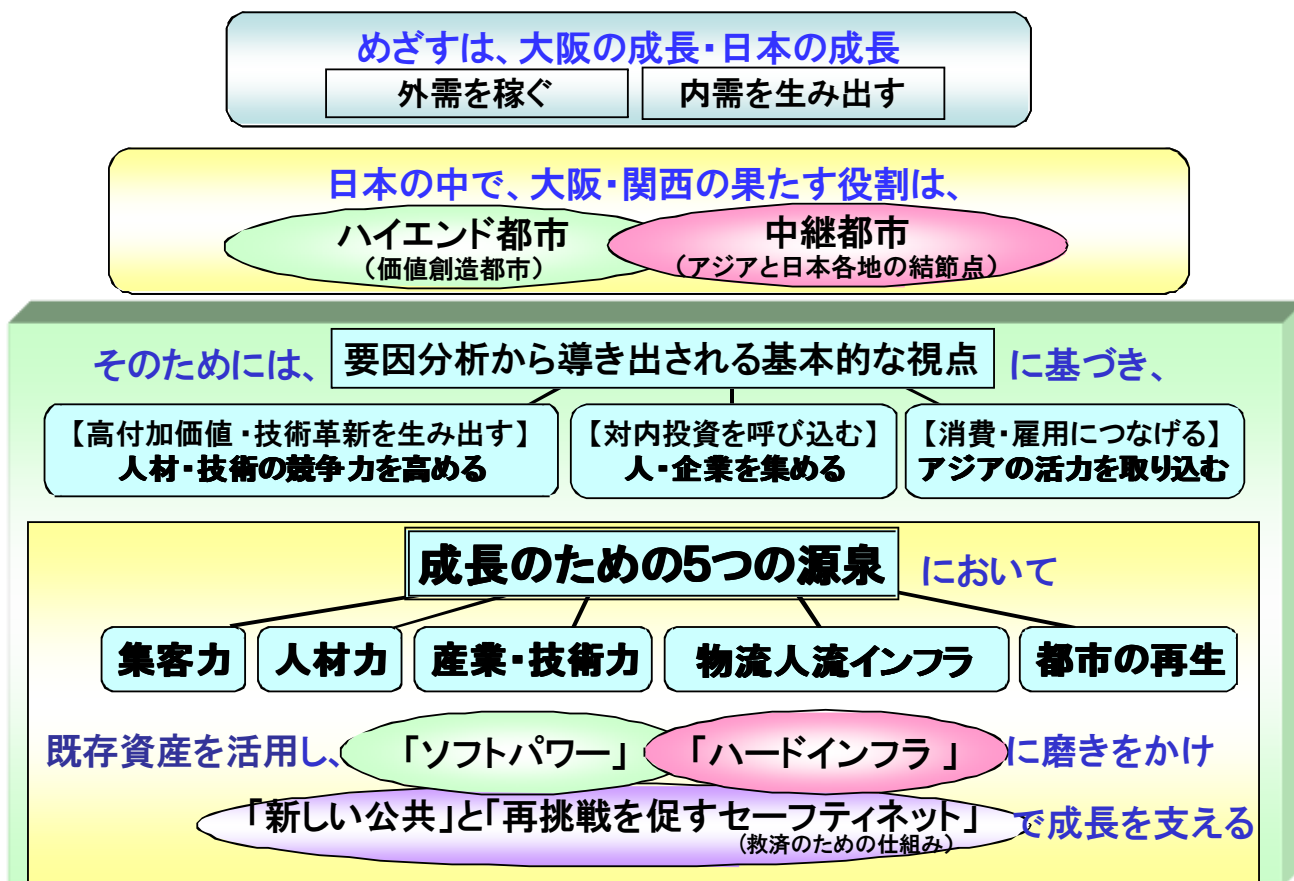 めざすは、大阪の成長・日本の成長
外需を稼ぐ 内需を生み出す
日本の中で、大阪・関西の果たす役割は、
ハイエンド都市 中継都市
（価値創造都市） （アジアと日本各地の結節点）
そのためには、 要因分析から導き出される基本的な視点 に基づき、
【高付加価値・技術革新を生み出す】 【対内投資を呼び込む】 【消費・雇用につなげる】
人材・技術の競争力を高める 人・企業を集める アジアの活力を取り込む
成長のための5つの源泉 において
集客力 人材力 産業・技術力 物流人流インフラ 都市の再生
既存資産を活用し、 「ソフトパワー」 「ハードインフラ」 に磨きをかけ
「新しい公共」と「再挑戦を促すセーフティネット」 で成長を支える
（救済のための仕組み）